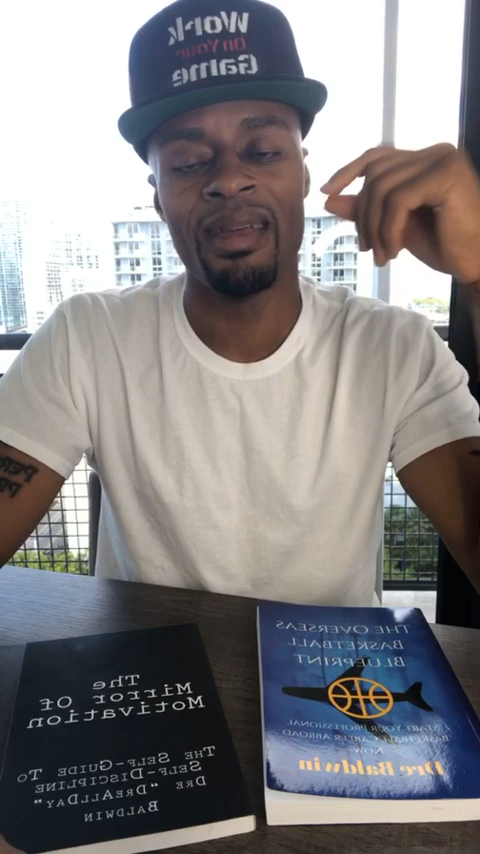 Work
On Your
Game
The
Mirror Of
Motivation
The Self-Guide To
Self-Discipline
Dre "DreAllDay"
Baldwin
THE OVERSEAS
BASKETBALL
BLUEPRINT
START YOUR PROFESSIONAL
BASKETBALL CAREER ABROAD
NOW
Dre Baldwin